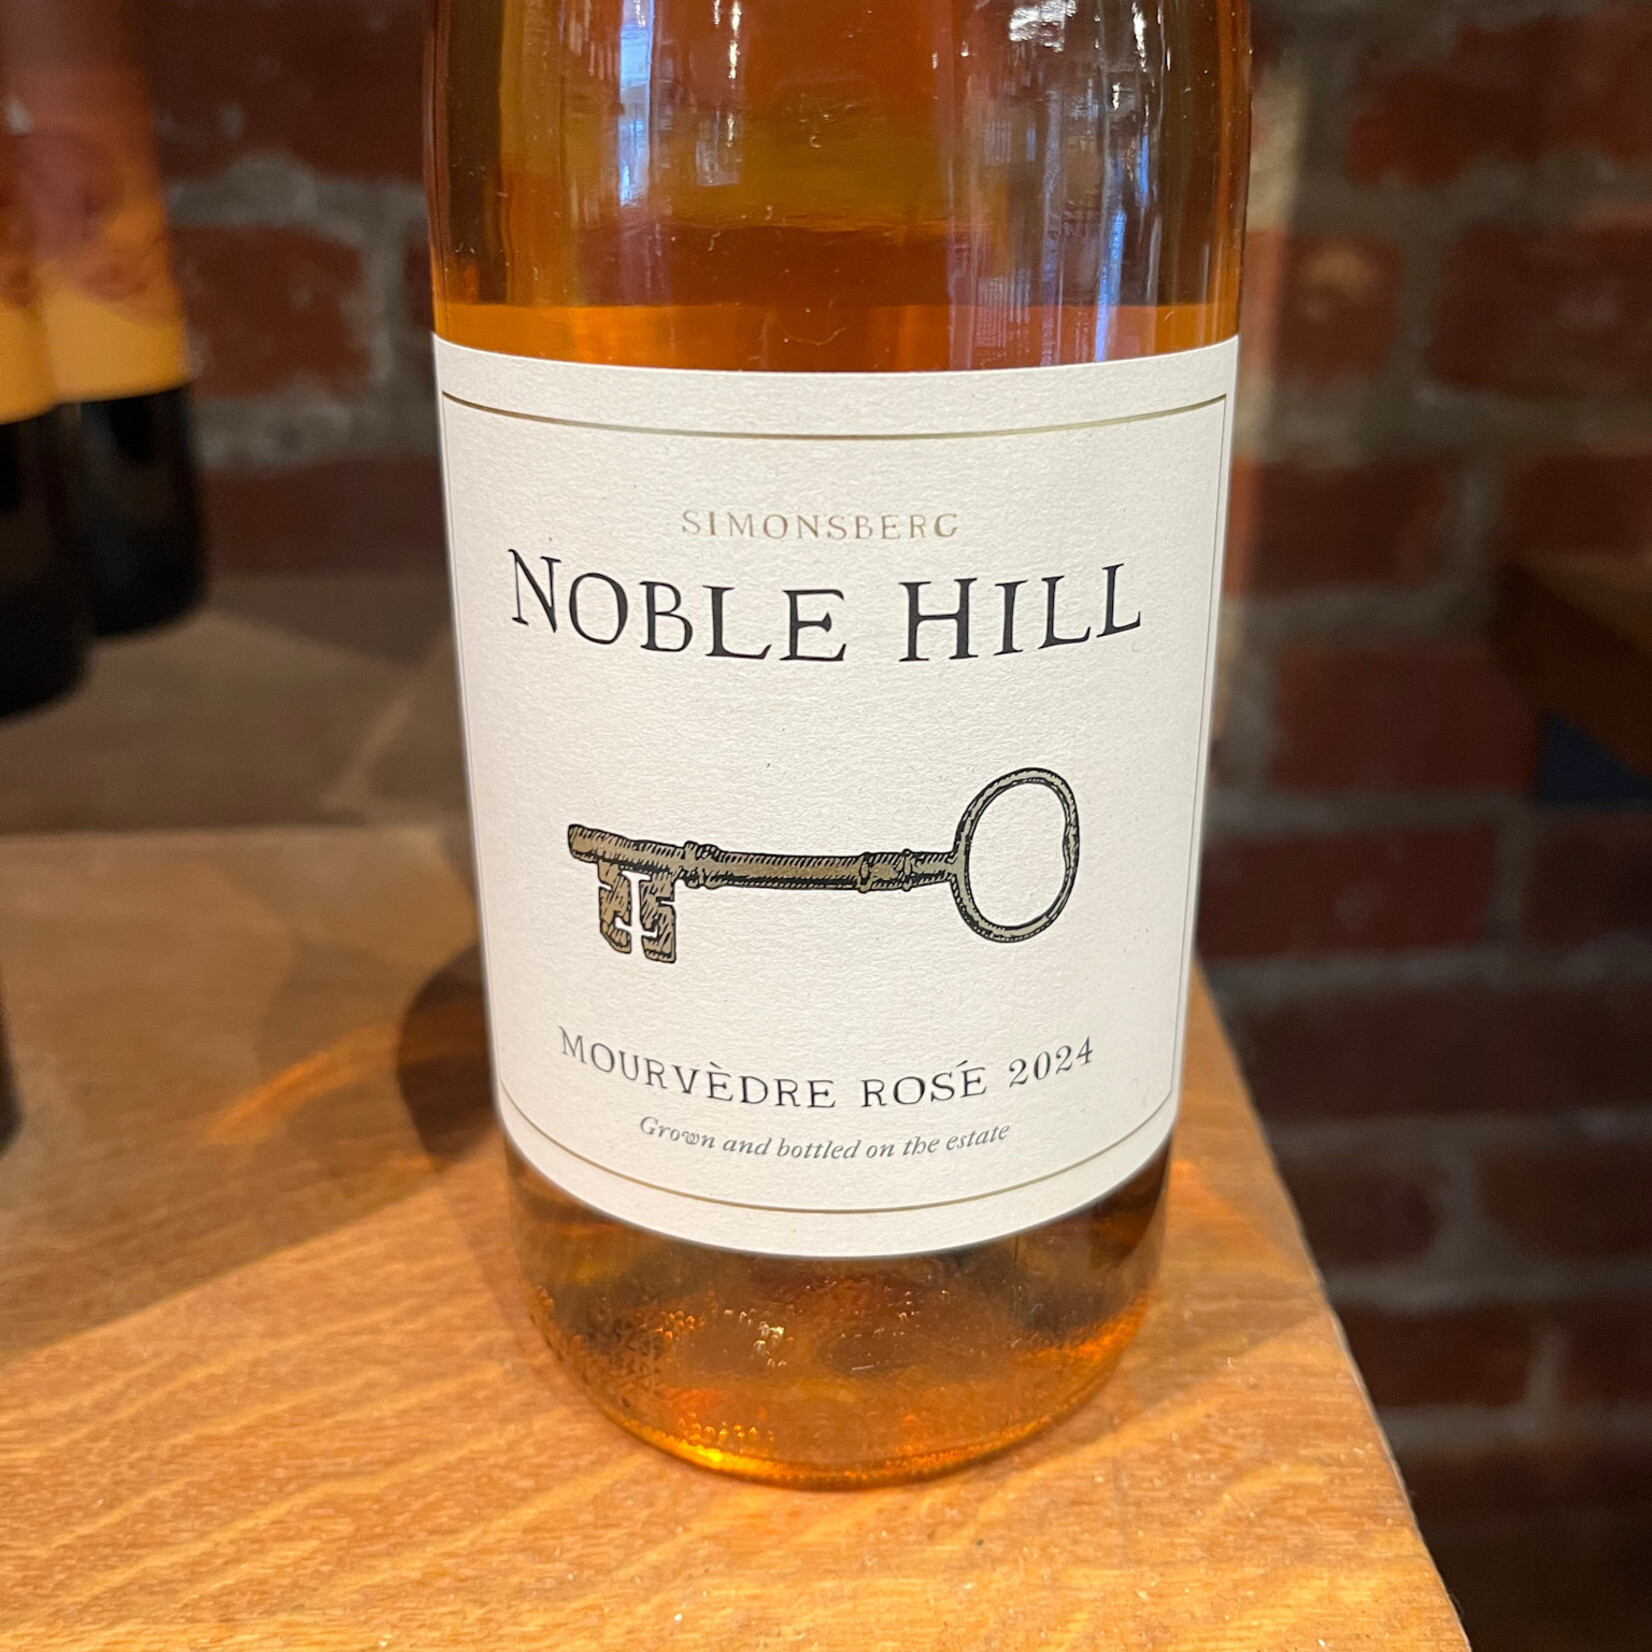 SIMONSBERG
NOBLE HILL
MOURVÈDRE ROSÉ 2024
Grown and bottled on the estate